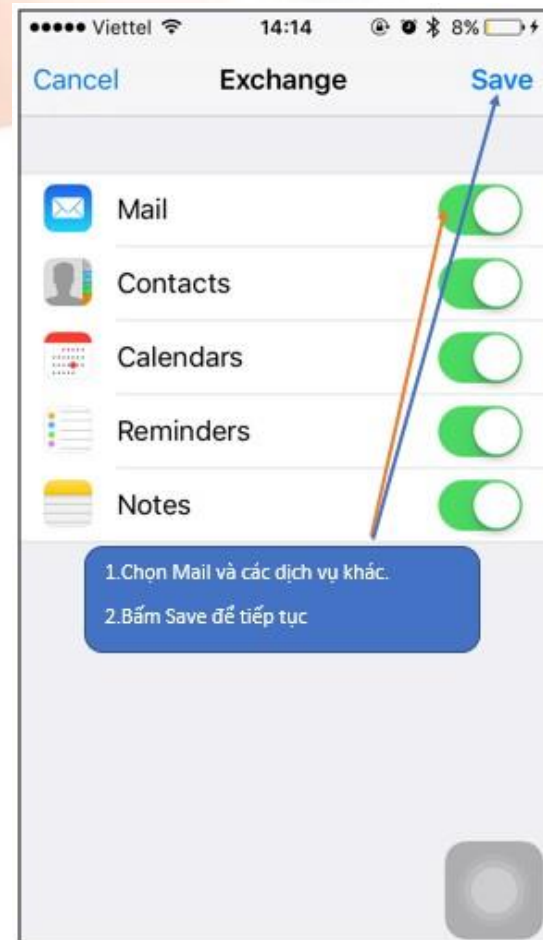 Viettel 14:14 8%
Cancel Exchange Save
Mail
Contacts
Calendars
Reminders
Notes
1.Chọn Mail và các dịch vụ khác.
2.Bấm Save để tiếp tục